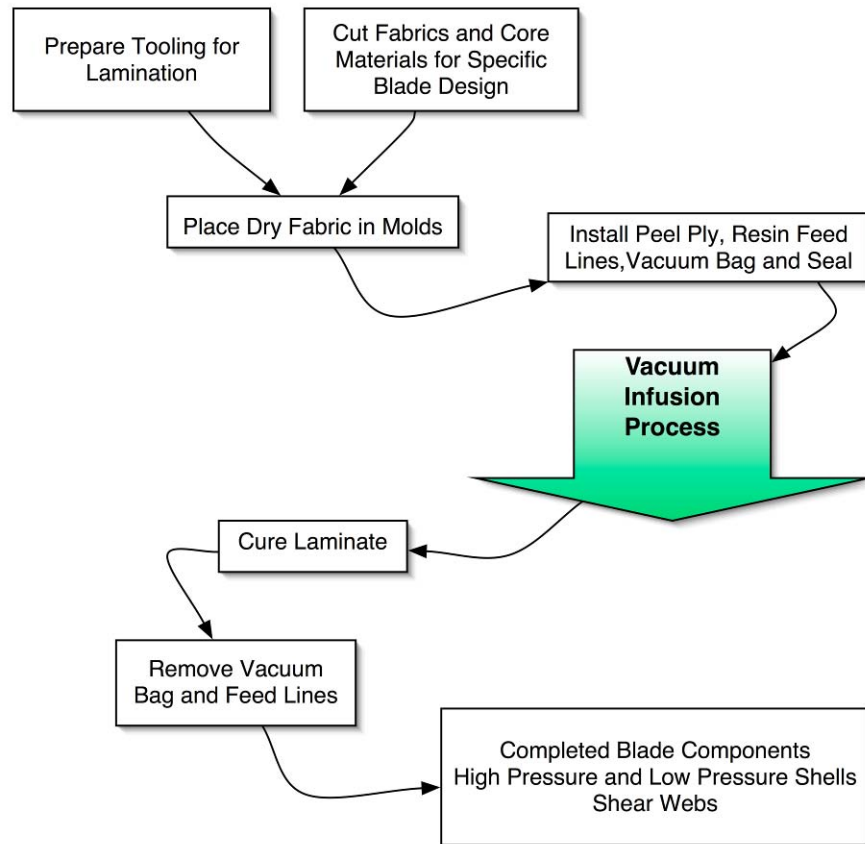 Prepare Tooling for
Lamination
Cut Fabrics and Core
Materials for Specific
Blade Design
Place Dry Fabric in Molds
Install Peel Ply, Resin Feed
Lines,Vacuum Bag and Seal
Vacuum
Infusion
Process
Cure Laminate
Remove Vacuum
Bag and Feed Lines
Completed Blade Components
High Pressure and Low Pressure Shells
Shear Webs